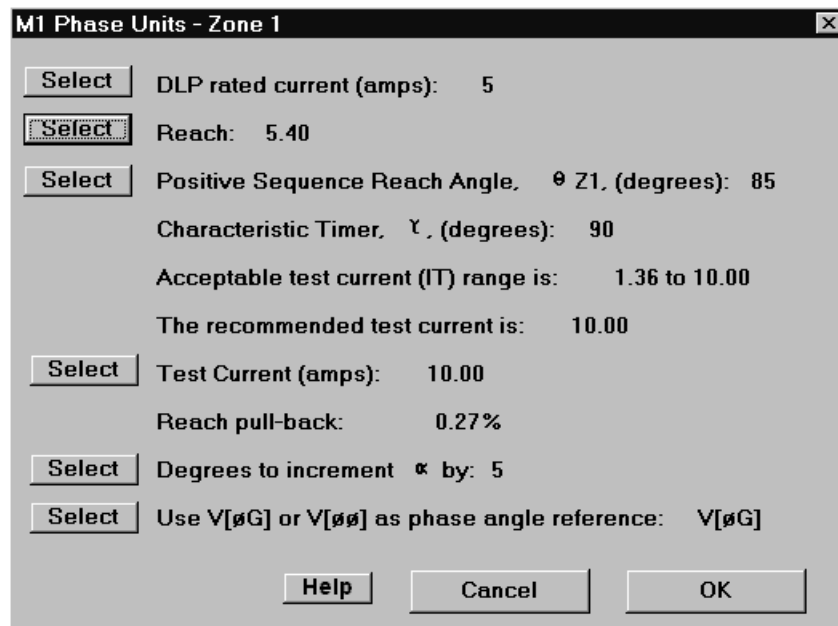 M1 Phase Units - Zone 1
Select DLP rated current (amps): 5
Select Reach: 5.40
Select Positive Sequence Reach Angle, θ Z1, (degrees): 85
Characteristic Timer, ϒ, (degrees): 90
Acceptable test current (IT) range is: 1.36 to 10.00
The recommended test current is: 10.00
Select Test Current (amps): 10.00
Reach pull-back: 0.27%
Select Degrees to increment α by: 5
Select Use V[øG] or V[øø] as phase angle reference: V[øG]
Help Cancel OK